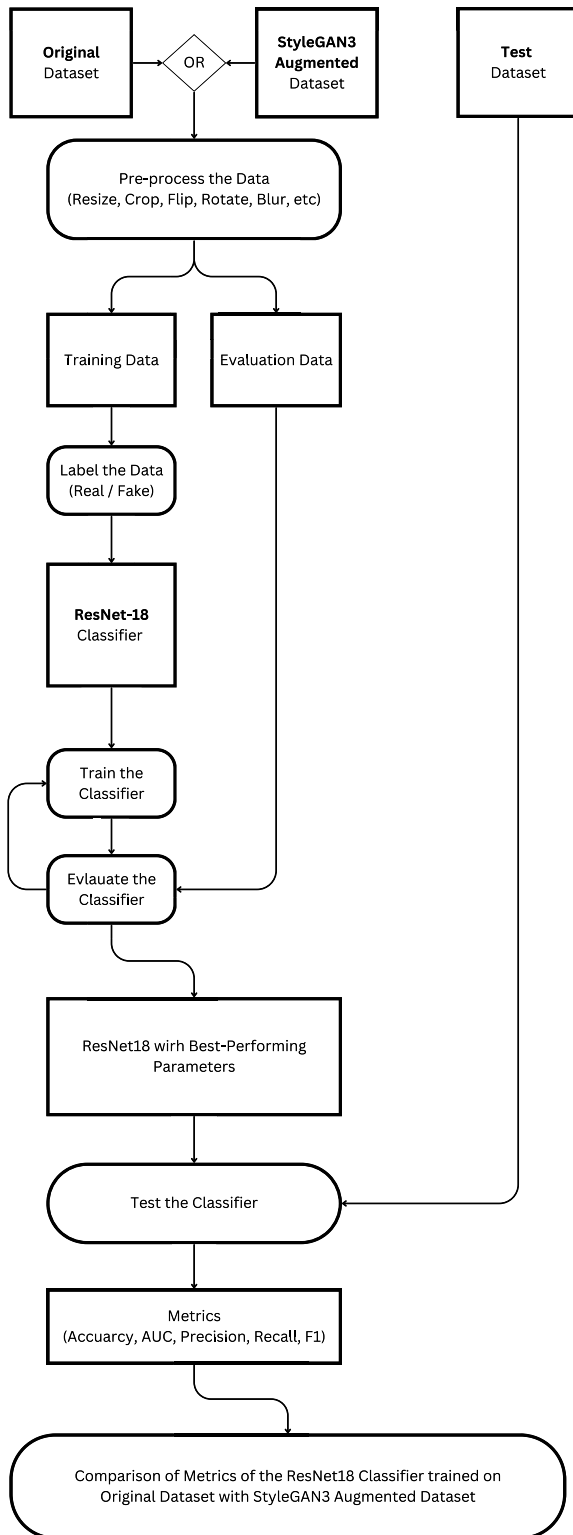 Original
Dataset
OR
StyleGAN3
Augmented
Dataset
Test
Dataset
Pre-process the Data
(Resize, Crop, Flip, Rotate, Blur, etc)
Training Data
Evaluation Data
Label the Data
(Real / Fake)
ResNet-18
Classifier
Train the
Classifier
Evlauate the
Classifier
ResNet18 wirh Best-Performing
Parameters
Test the Classifier
Metrics
(Accuarcy, AUC, Precision, Recall, F1)
Comparison of Metrics of the ResNet18 Classifier trained on
Original Dataset with StyleGAN3 Augmented Dataset